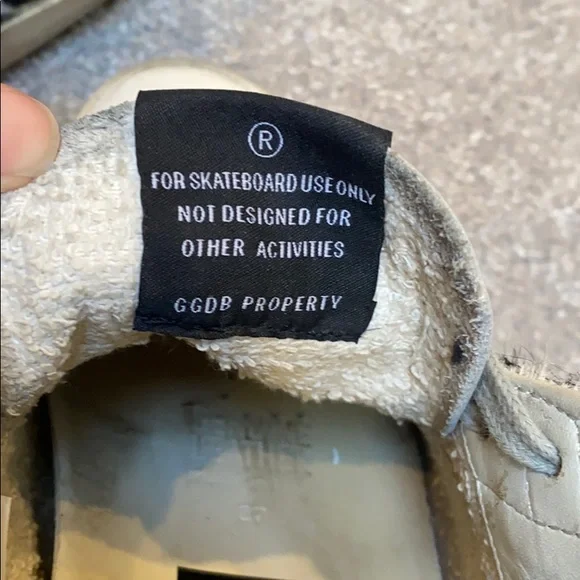 ®
FOR SKATEBOARD USE ONLY
NOT DESIGNED FOR
OTHER ACTIVITIES
GGDB PROPERTY